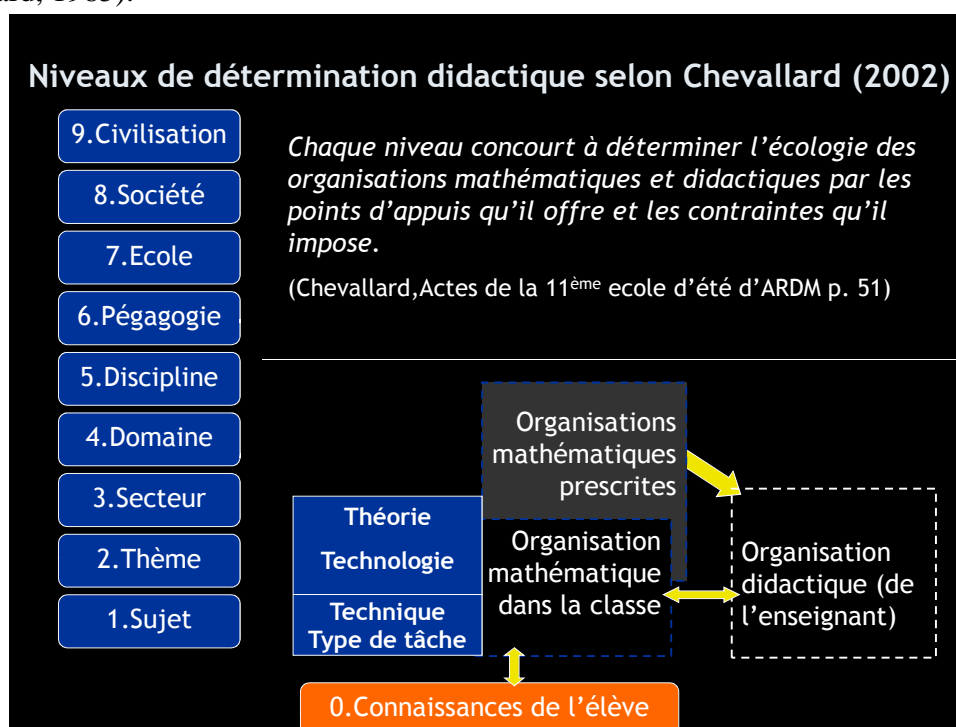 Niveaux de détermination didactique selon Chevallard (2002)
9.Civilisation
8.Société
7.Ecole
6.Pégagogie
5.Discipline
4.Domaine
3.Secteur
2.Thème
1.Sujet
Chaque niveau concourt à déterminer l’écologie des
organisations mathématiques et didactiques par les
points d’appuis qu’il offre et les contraintes qu’il
impose.
(Chevallard,Actes de la 11ème ecole d’été d’ARDM p. 51)
Organisations
mathématiques
prescrites
Théorie
Technologie
Technique
Type de tâche
Organisation
mathématique
dans la classe
Organisation
didactique (de
l’enseignant)
0.Connaissances de l’élève